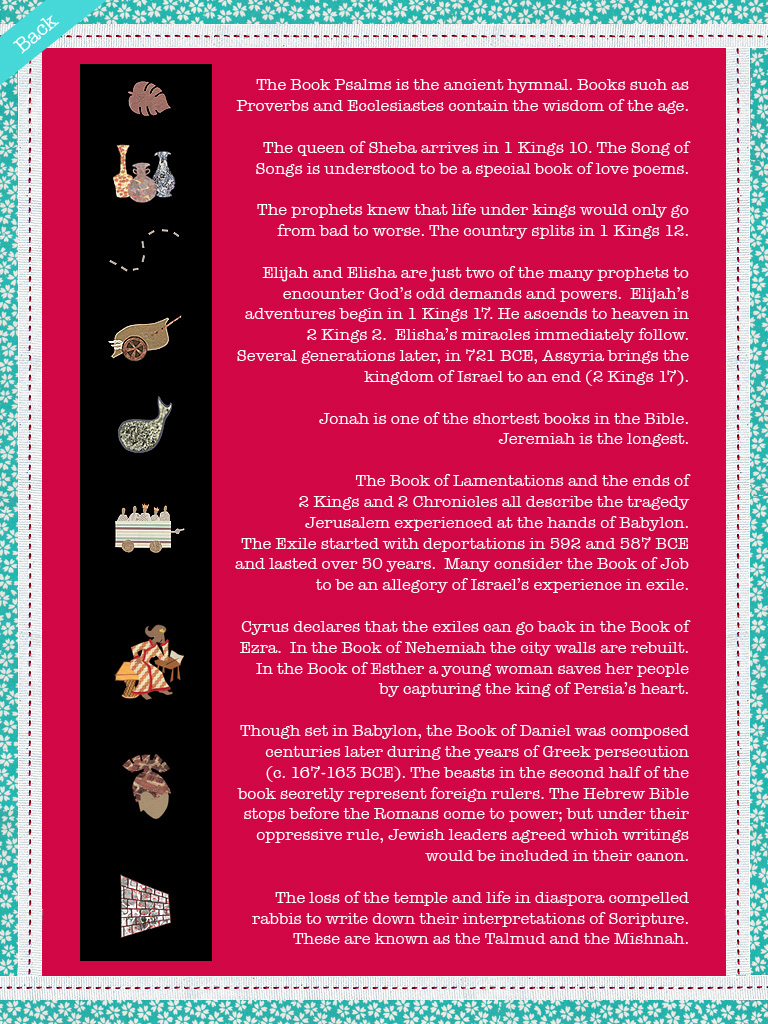 Back
The Book Psalms is the ancient hymnal. Books such as
Proverbs and Ecclesiastes contain the wisdom of the age.
The queen of Sheba arrives in 1 Kings 10. The Song of
Songs is understood to be a special book of love poems.
The prophets knew that life under kings would only go
from bad to worse. The country splits in 1 Kings 12.
Elijah and Elisha are just two of the many prophets to
encounter God's odd demands and powers.  Elijah's
adventures begin in 1 Kings 17. He ascends to heaven in
2 Kings 2.  Elisha's miracles immediately follow.
Several generations later, in 721 BCE, Assyria brings the
kingdom of Israel to an end (2 Kings 17).
Jonah is one of the shortest books in the Bible.
Jeremiah is the longest.
The Book of Lamentations and the ends of
2 Kings and 2 Chronicles all describe the tragedy
Jerusalem experienced at the hands of Babylon.
The Exile started with deportations in 592 and 587 BCE
and lasted over 50 years.  Many consider the Book of Job
to be an allegory of Israel's experience in exile.
Cyrus declares that the exiles can go back in the Book of
Ezra.  In the Book of Nehemiah the city walls are rebuilt.
In the Book of Esther a young woman saves her people
by capturing the king of Persia's heart.
Though set in Babylon, the Book of Daniel was composed
centuries later during the years of Greek persecution
(c. 167-163 BCE). The beasts in the second half of the
book secretly represent foreign rulers. The Hebrew Bible
stops before the Romans come to power; but under their
oppressive rule, Jewish leaders agreed which writings
would be included in their canon.
The loss of the temple and life in diaspora compelled
rabbis to write down their interpretations of Scripture.
These are known as the Talmud and the Mishnah.